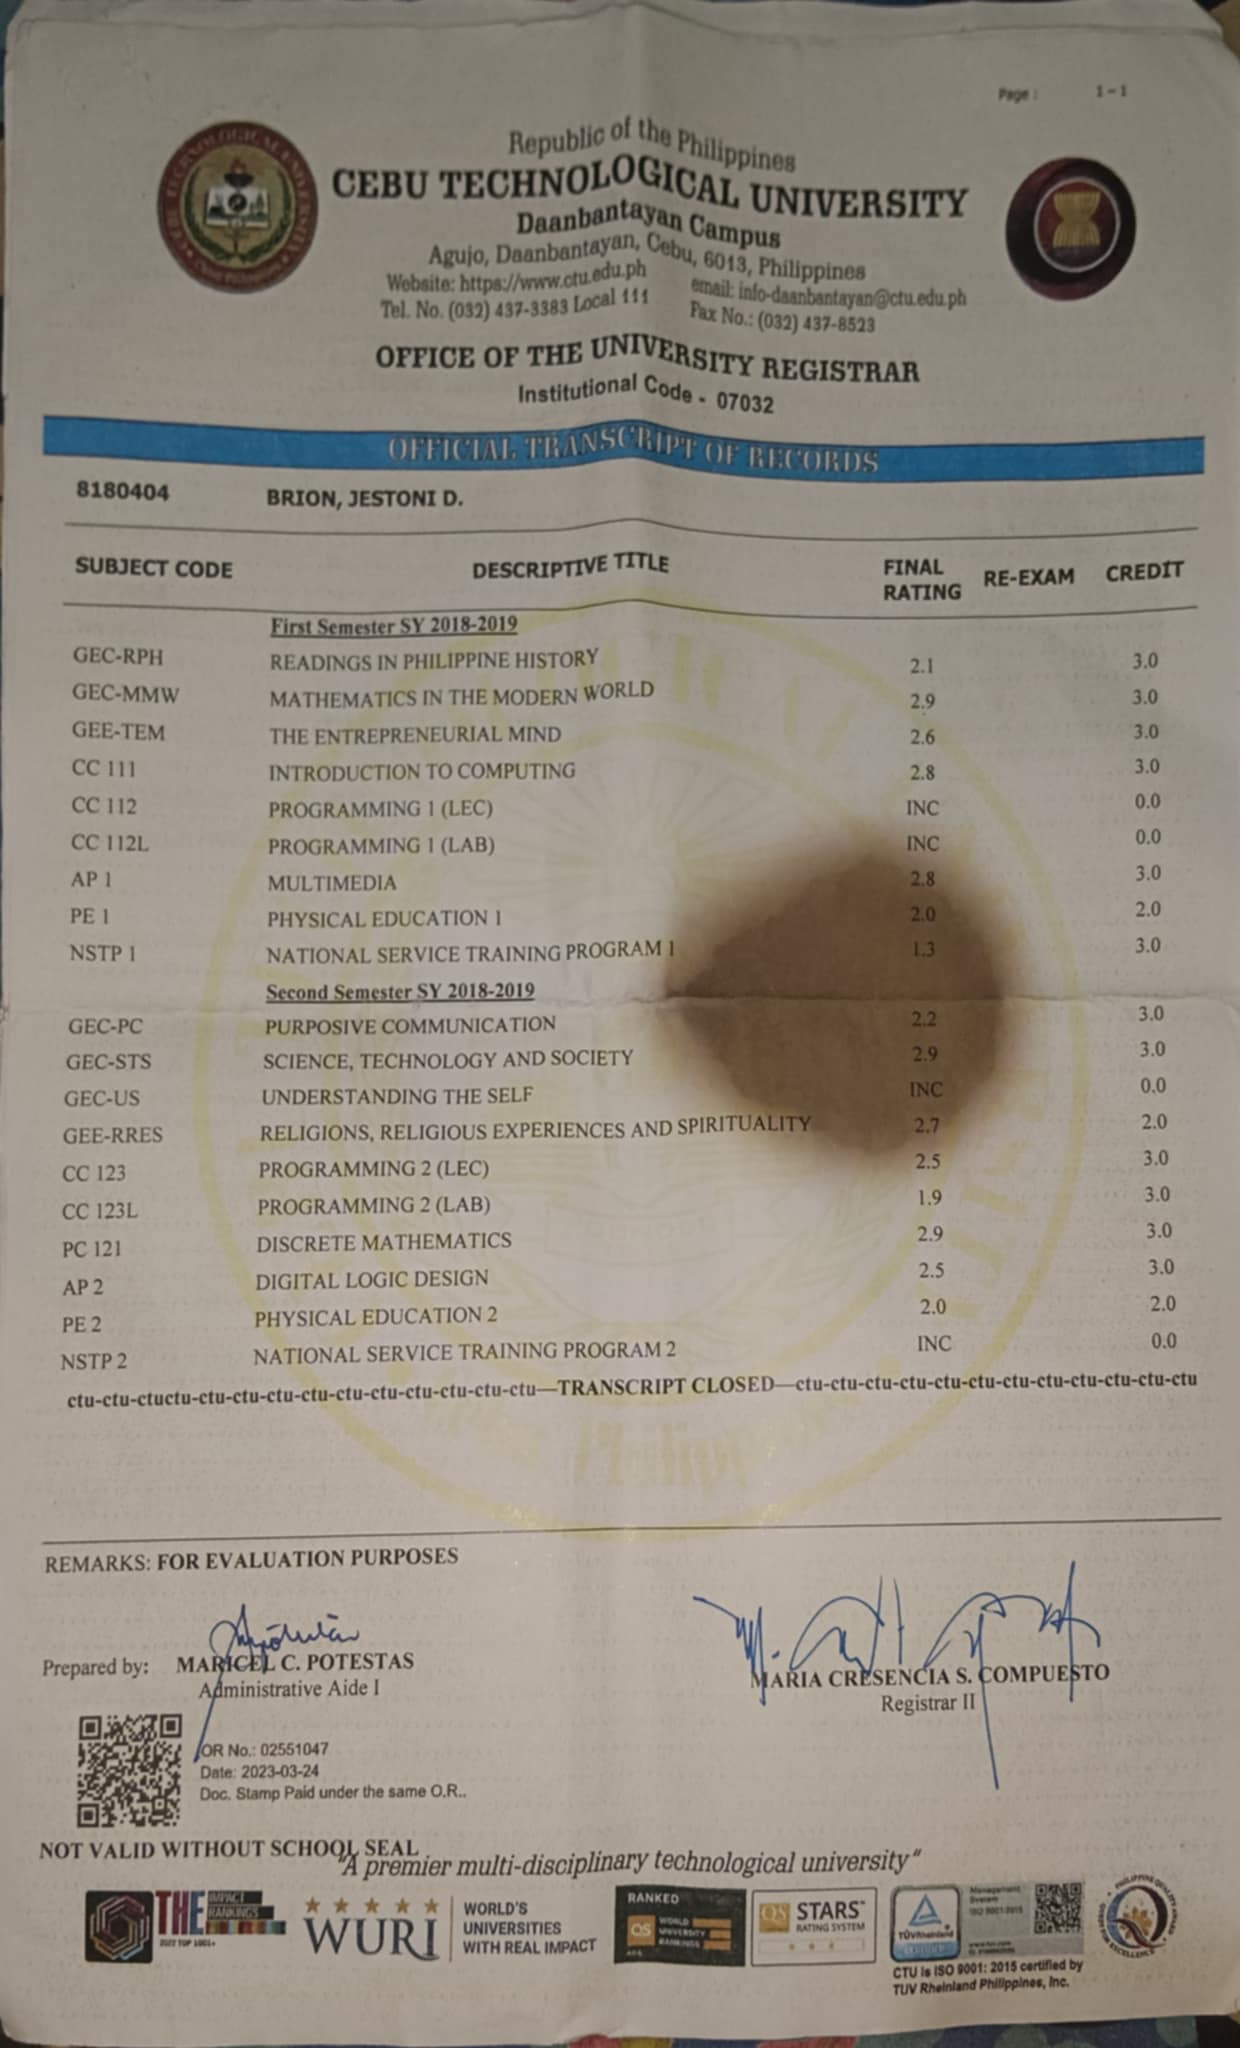 Page : 1-1
Republic of the Philippines
CEBU TECHNOLOGICAL UNIVERSITY
Daanbantayan Campus
Agujo, Daanbantayan, Cebu, 6013, Philippines
Website: https://www.ctu.edu.ph email: info-daanbantayan@ctu.edu.ph
Tel. No. (032) 437-3383 Local 111 Fax No.: (032) 437-8523
OFFICE OF THE UNIVERSITY REGISTRAR
Institutional Code - 07032
OFFICIAL TRANSCRIPT OF RECORDS
8180404 BRION, JESTONI D.
SUBJECT CODE DESCRIPTIVE TITLE FINAL RATING RE-EXAM CREDIT
First Semester SY 2018-2019
GEC-RPH READINGS IN PHILIPPINE HISTORY 2.1 3.0
GEC-MMW MATHEMATICS IN THE MODERN WORLD 2.9 3.0
GEE-TEM THE ENTREPRENEURIAL MIND 2.6 3.0
CC 111 INTRODUCTION TO COMPUTING 2.8 3.0
CC 112 PROGRAMMING 1 (LEC) INC 0.0
CC 112L PROGRAMMING 1 (LAB) INC 0.0
AP 1 MULTIMEDIA 2.8 3.0
PE 1 PHYSICAL EDUCATION 1 2.0 2.0
NSTP 1 NATIONAL SERVICE TRAINING PROGRAM 1 1.3 3.0
Second Semester SY 2018-2019
GEC-PC PURPOSIVE COMMUNICATION 2.2 3.0
GEC-STS SCIENCE, TECHNOLOGY AND SOCIETY 2.9 3.0
GEC-US UNDERSTANDING THE SELF INC 0.0
GEE-RRES RELIGIONS, RELIGIOUS EXPERIENCES AND SPIRITUALITY 2.7 2.0
CC 123 PROGRAMMING 2 (LEC) 2.5 3.0
CC 123L PROGRAMMING 2 (LAB) 1.9 3.0
PC 121 DISCRETE MATHEMATICS 2.9 3.0
AP 2 DIGITAL LOGIC DESIGN 2.5 3.0
PE 2 PHYSICAL EDUCATION 2 2.0 2.0
NSTP 2 NATIONAL SERVICE TRAINING PROGRAM 2 INC 0.0
ctu-ctu-ctuctu-ctu-ctu-ctu-ctu-ctu-ctu-ctu-ctu-ctu-ctu—TRANSCRIPT CLOSED—ctu-ctu-ctu-ctu-ctu-ctu-ctu-ctu-ctu-ctu-ctu-ctu
REMARKS: FOR EVALUATION PURPOSES
Prepared by: MARICEL C. POTESTAS
Administrative Aide I
MARIA CRESENCIA S. COMPUESTO
Registrar II
OR No.: 02551047
Date: 2023-03-24
Doc. Stamp Paid under the same O.R..
NOT VALID WITHOUT SCHOOL SEAL
"A premier multi-disciplinary technological university"
THE IMPACT RANKINGS
WURI WORLD'S UNIVERSITIES WITH REAL IMPACT
RANKED QS WORLD UNIVERSITY RANKINGS
QS STARS RATING SYSTEM
TÜVRheinland
Management System ISO 9001:2015
CTU is ISO 9001: 2015 certified by
TUV Rheinland Philippines, Inc.